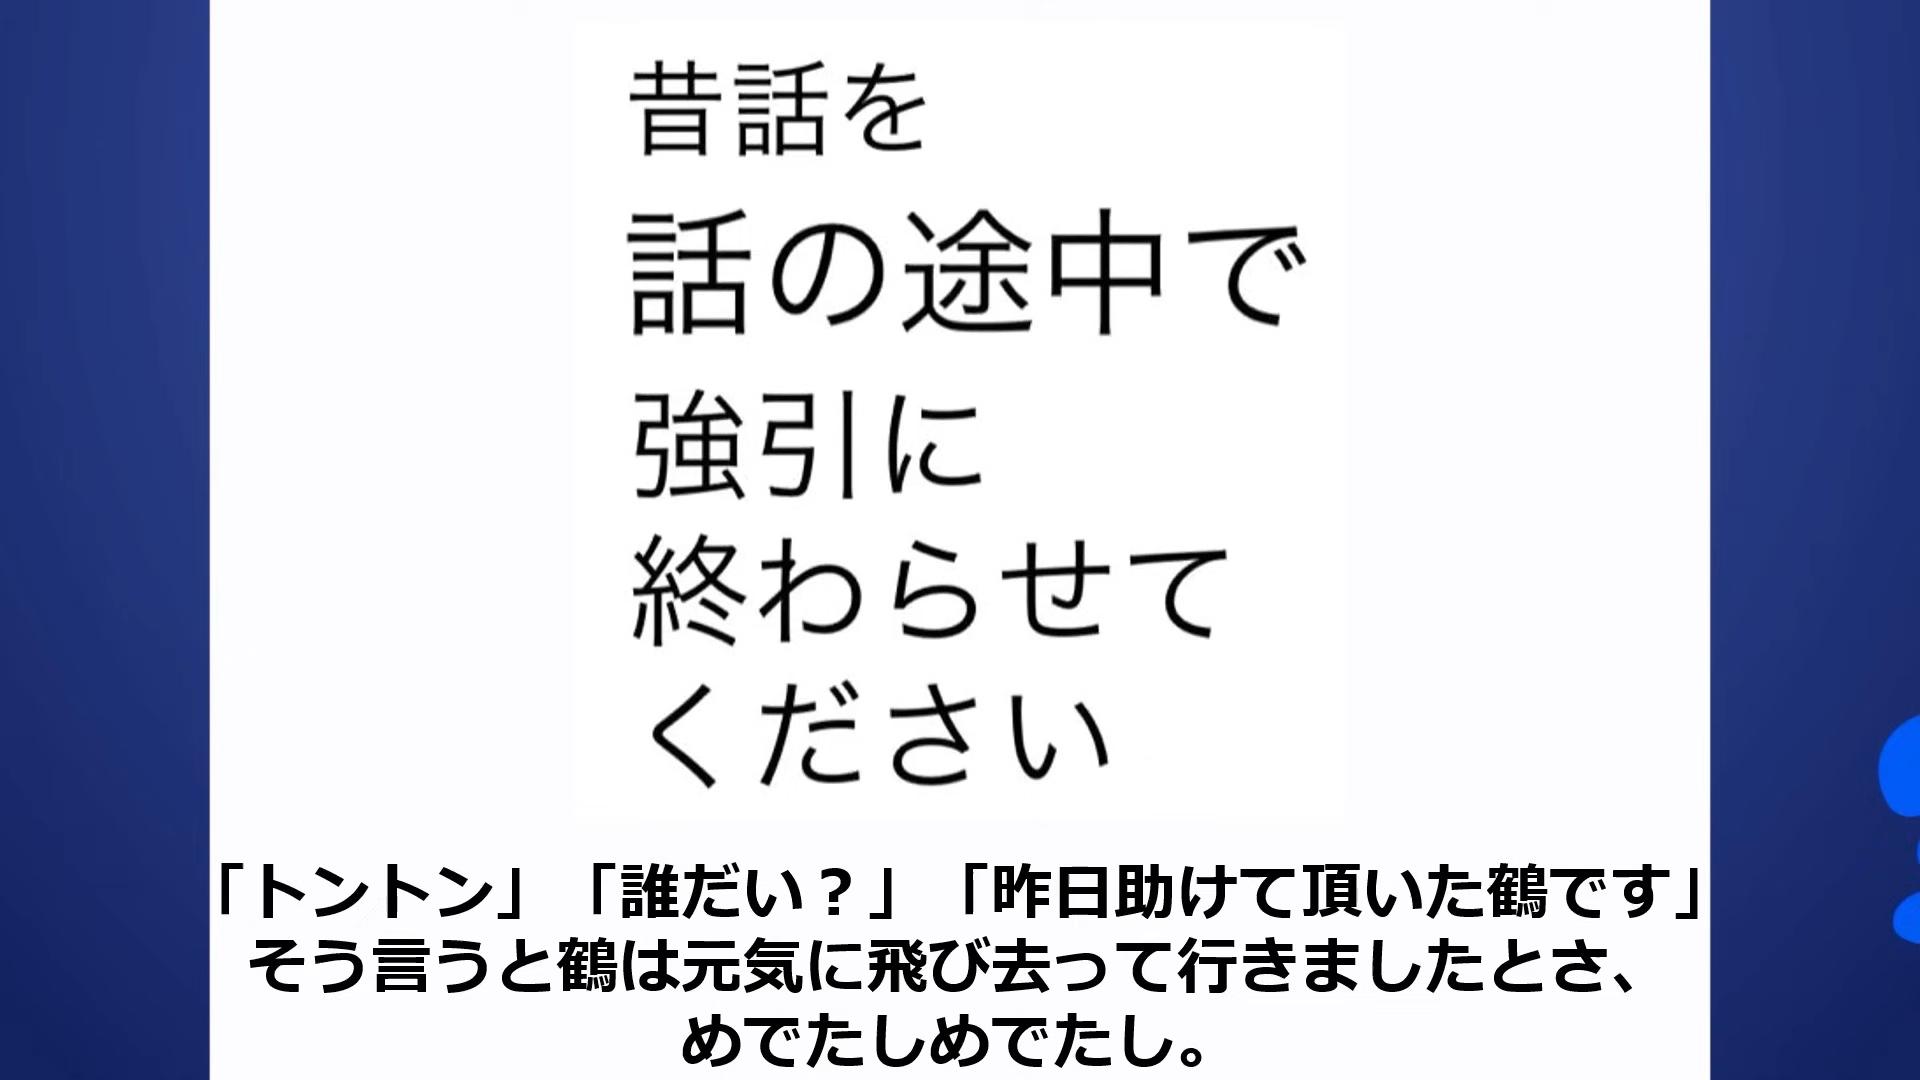 昔話を
話の途中で
強引に
終わらせて
ください
「トントン」「誰だい？」「昨日助けて頂いた鶴です」
そう言うと鶴は元気に飛び去って行きましたとさ、
めでたしめでたし。